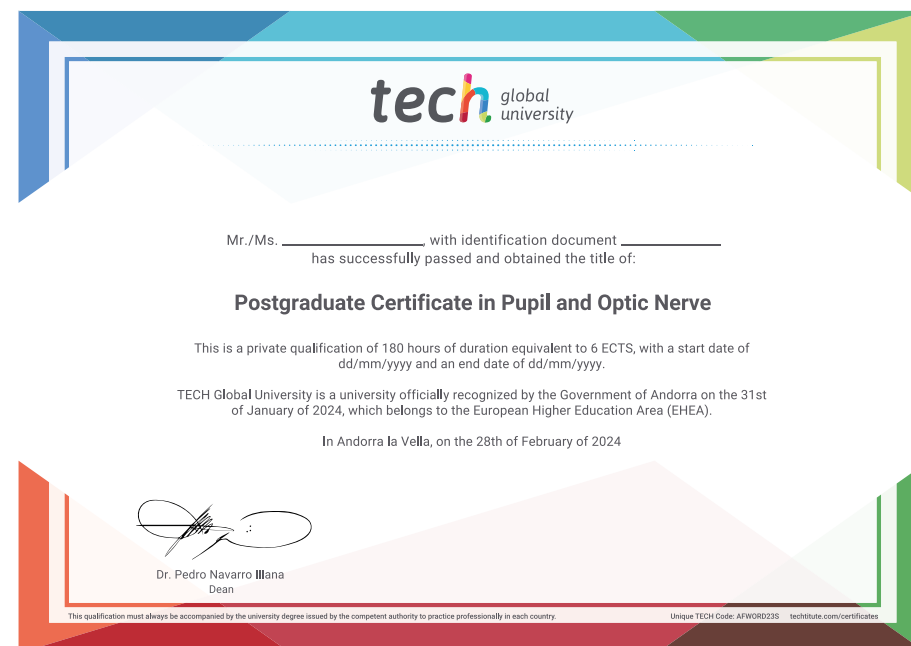 tech global university
Mr./Ms. ____________, with identification document ____________
has successfully passed and obtained the title of:
Postgraduate Certificate in Pupil and Optic Nerve
This is a private qualification of 180 hours of duration equivalent to 6 ECTS, with a start date of
dd/mm/yyyy and an end date of dd/mm/yyyy.
TECH Global University is a university officially recognized by the Government of Andorra on the 31st
of January of 2024, which belongs to the European Higher Education Area (EHEA).
In Andorra la Vella, on the 28th of February of 2024
Dr. Pedro Navarro Illana
Dean
This qualification must always be accompanied by the university degree issued by the competent authority to practice professionally in each country.
Unique TECH Code: AFWORD23S techtitute.com/certificates